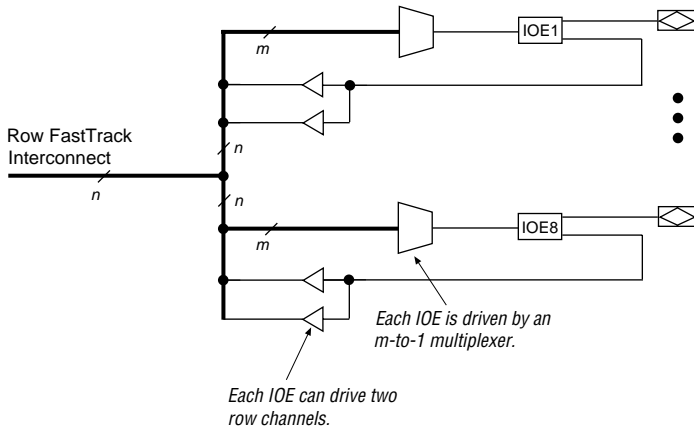 m
IOE1
n
Row FastTrack
Interconnect
n
n
m
IOE8
Each IOE is driven by an
m-to-1 multiplexer.
Each IOE can drive two
row channels.